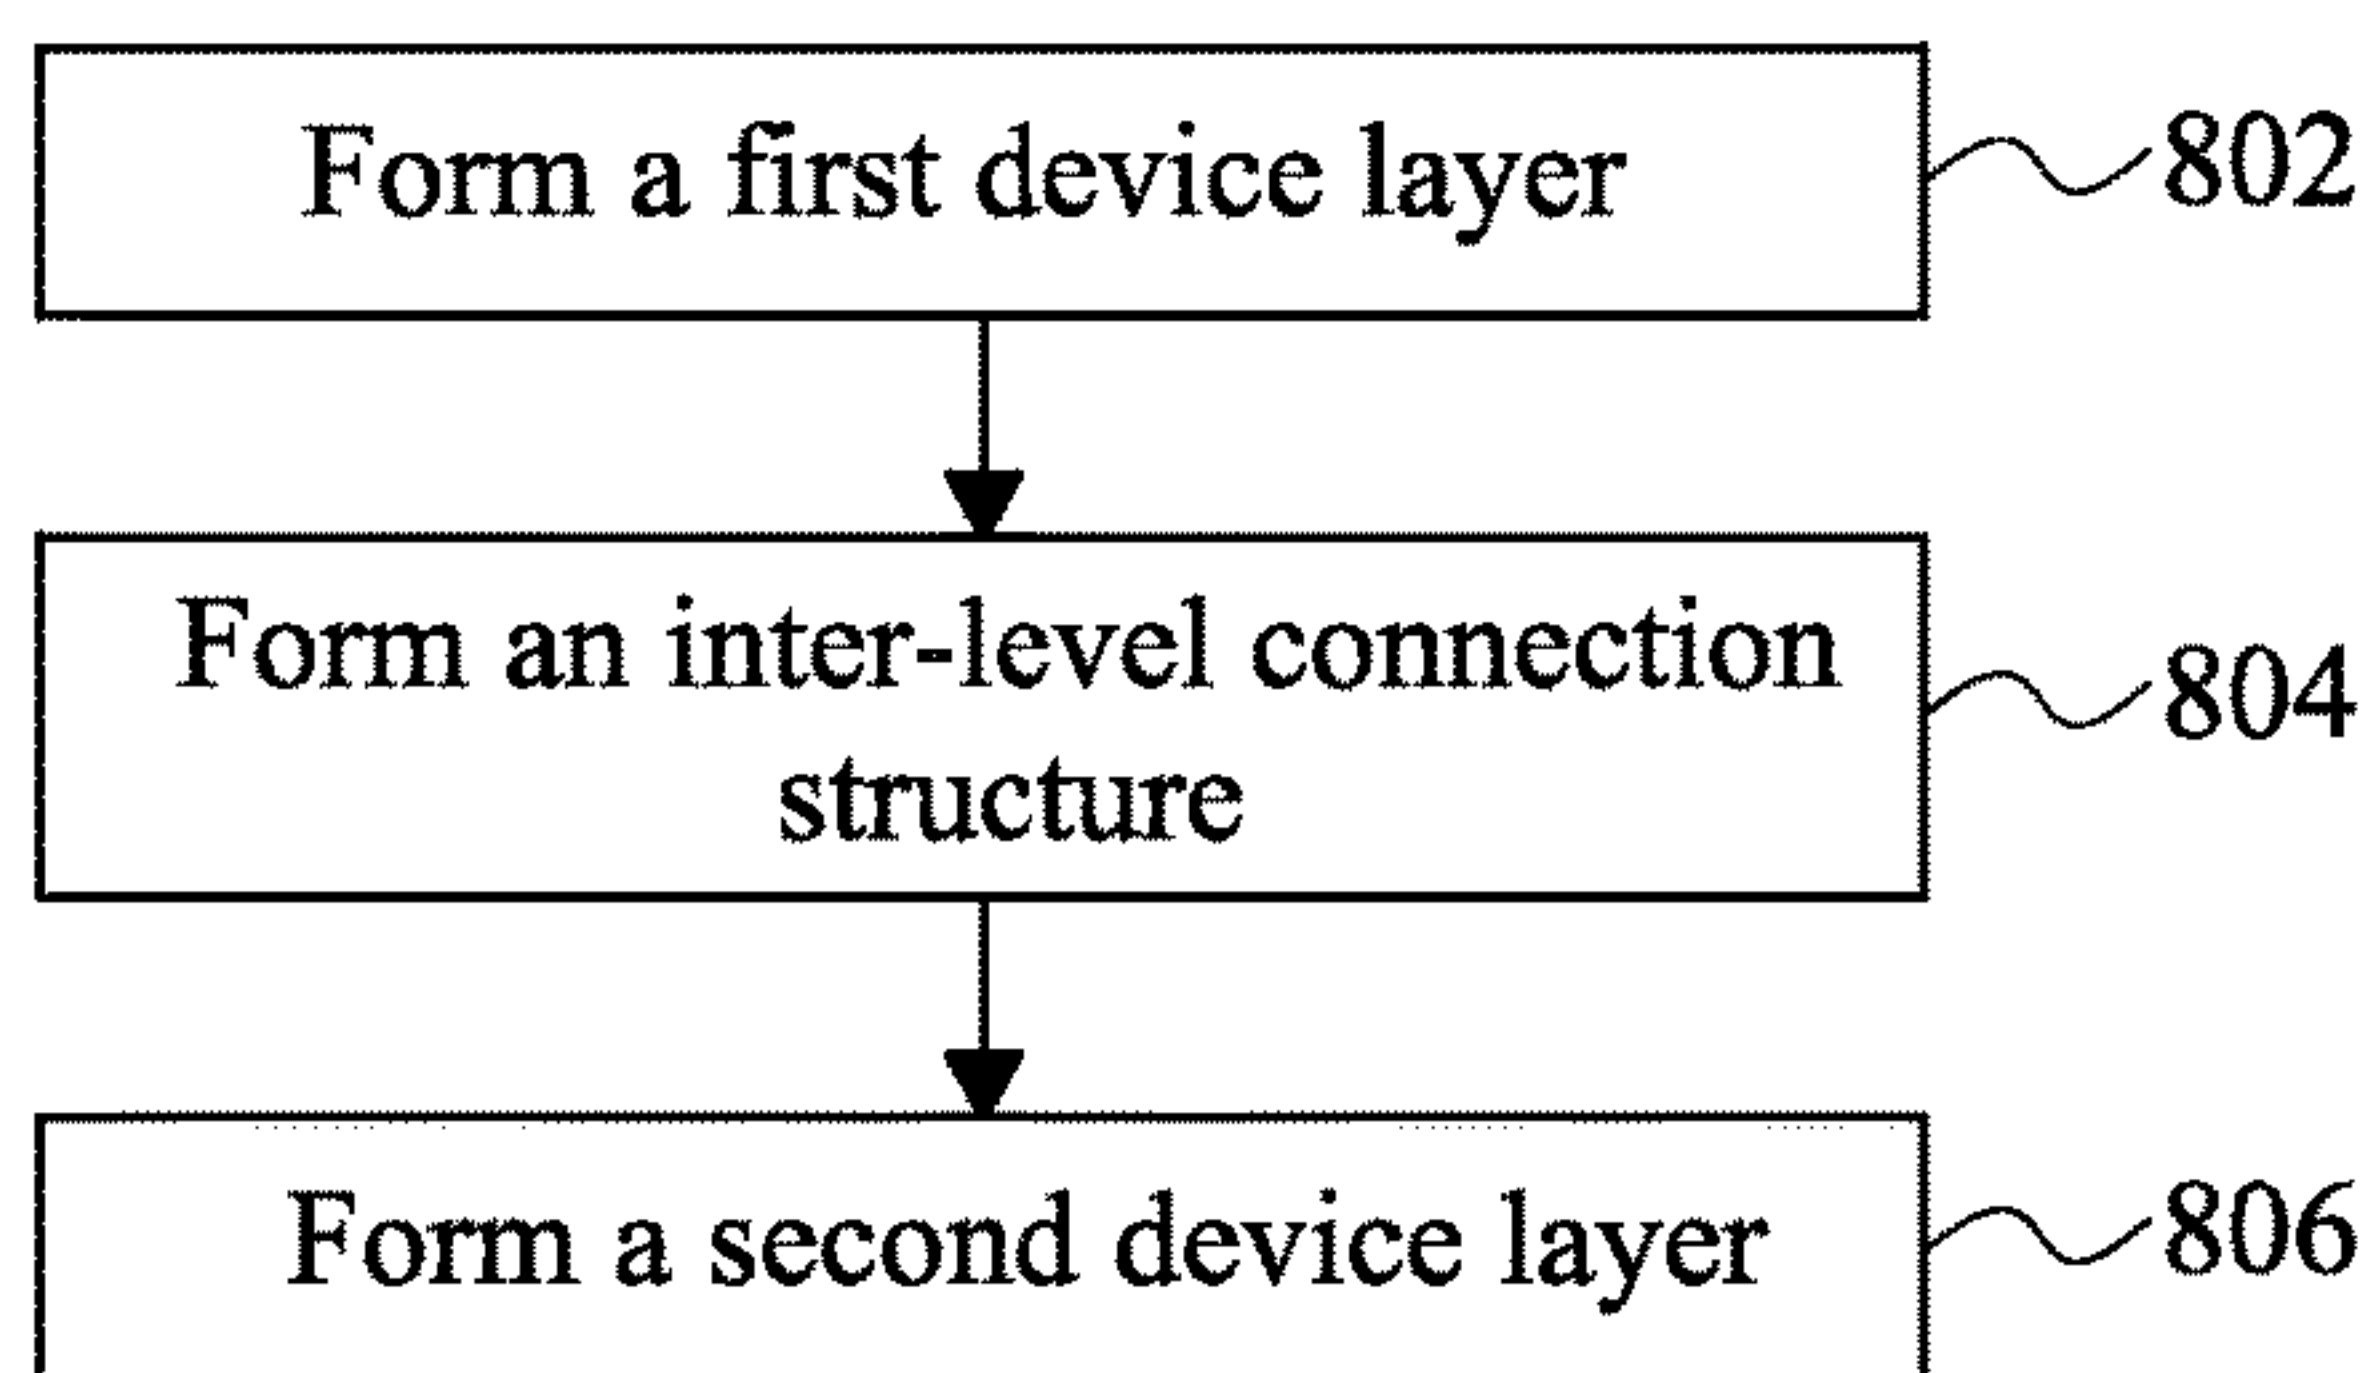 Form a first device layer
802
Form an inter-level connection
structure
804
Form a second device layer
806